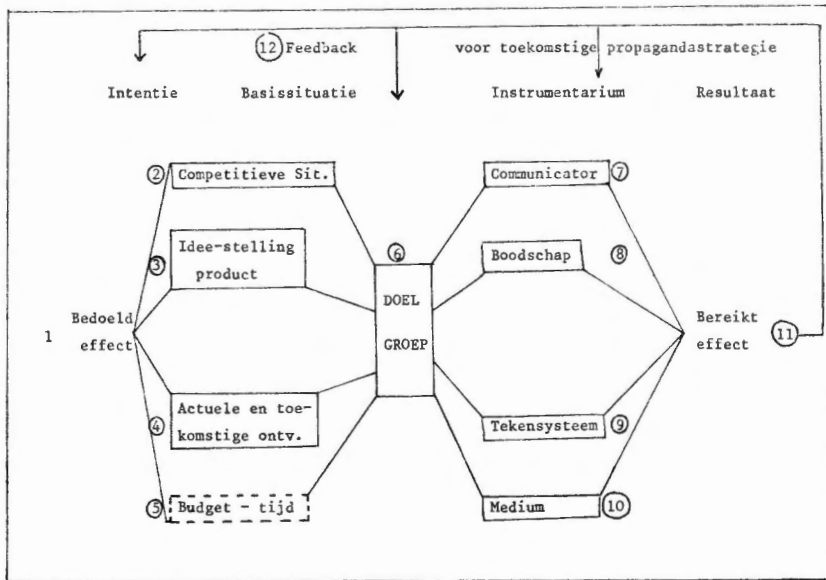 12 Feedback voor toekomstige propagandastrategie
Intentie Basissituatie Instrumentarium Resultaat
2 Competitieve Sit. Communicator 7
3 Idee-stelling
product
6
DOEL
GROEP
Boodschap 8
1 Bedoeld
effect
Bereikt
effect 11
4 Actuele en toe-
komstige ontv.
Tekensysteem 9
5 Budget - tijd
Medium 10